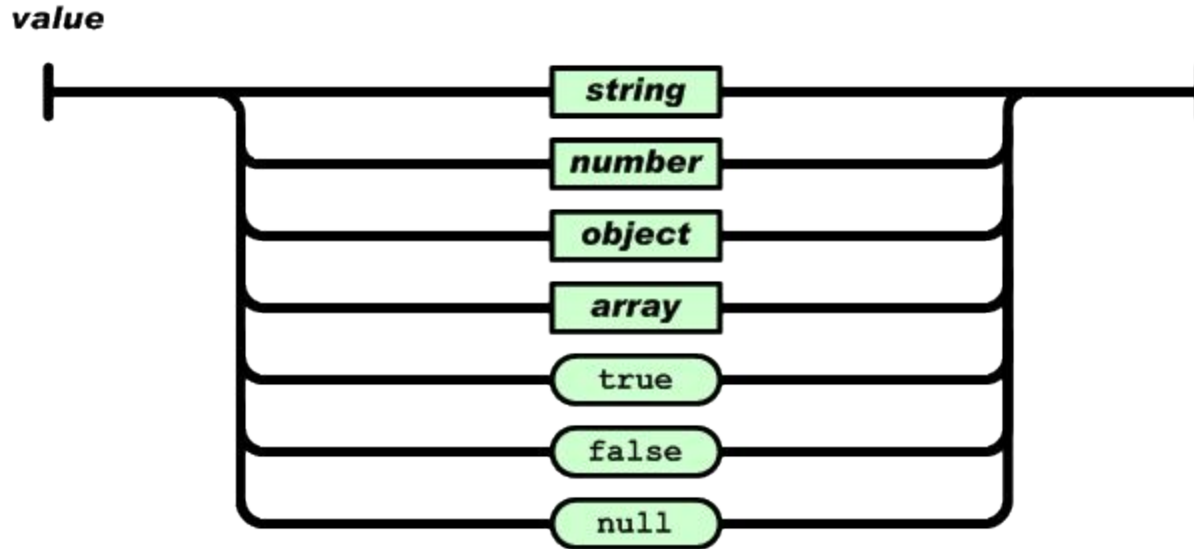 value
string
number
object
array
true
false
null